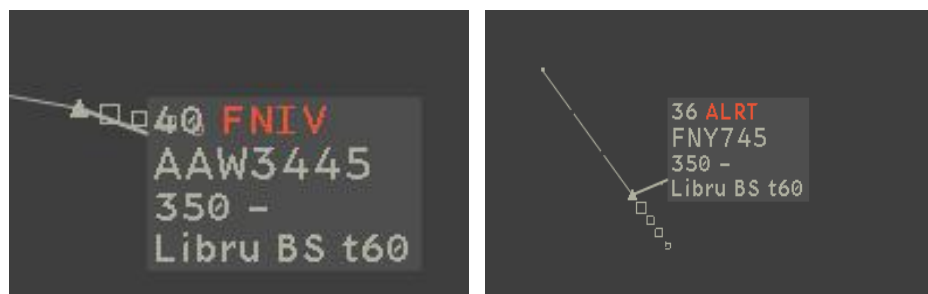 40 FNIV
AAW3445
350 -
Libru BS t60
36 ALRT
FNY745
350 -
Libru BS t60